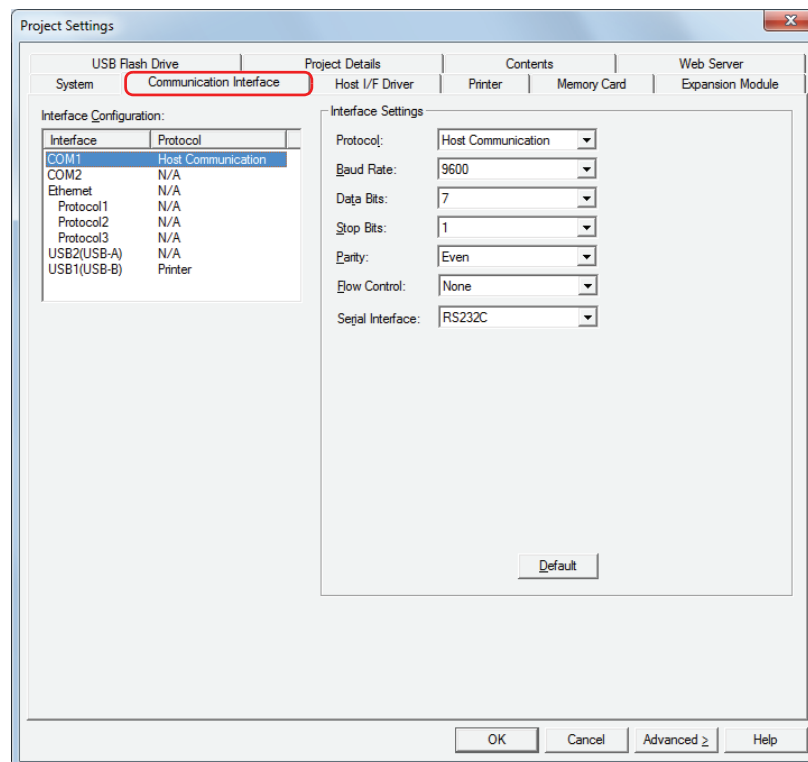 Project Settings
USB Flash Drive Project Details Contents Web Server
System Communication Interface Host I/F Driver Printer Memory Card Expansion Module
Interface Configuration:
Interface Protocol
COM1 Host Communication
COM2 N/A
Ethernet N/A
Protocol1 N/A
Protocol2 N/A
Protocol3 N/A
USB2(USB-A) N/A
USB1(USB-B) Printer
Interface Settings
Protocol: Host Communication
Baud Rate: 9600
Data Bits: 7
Stop Bits: 1
Parity: Even
Flow Control: None
Serial Interface: RS232C
Default
OK Cancel Advanced > Help